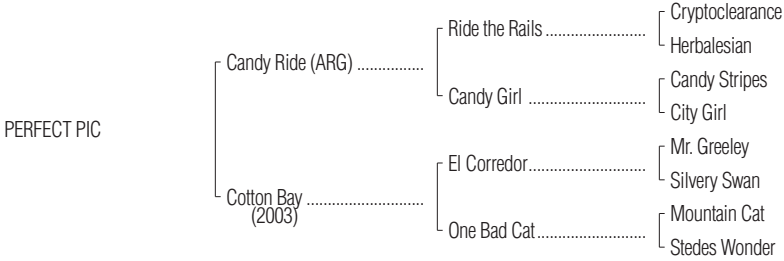 Cryptoclearance
Ride the Rails ........................
Herbalesian
Candy Ride (ARG) ................
Candy Stripes
Candy Girl ............................
City Girl
PERFECT PIC
Mr. Greeley
El Corredor............................
Silvery Swan
Cotton Bay ............................
(2003)
Mountain Cat
One Bad Cat..........................
Stedes Wonder